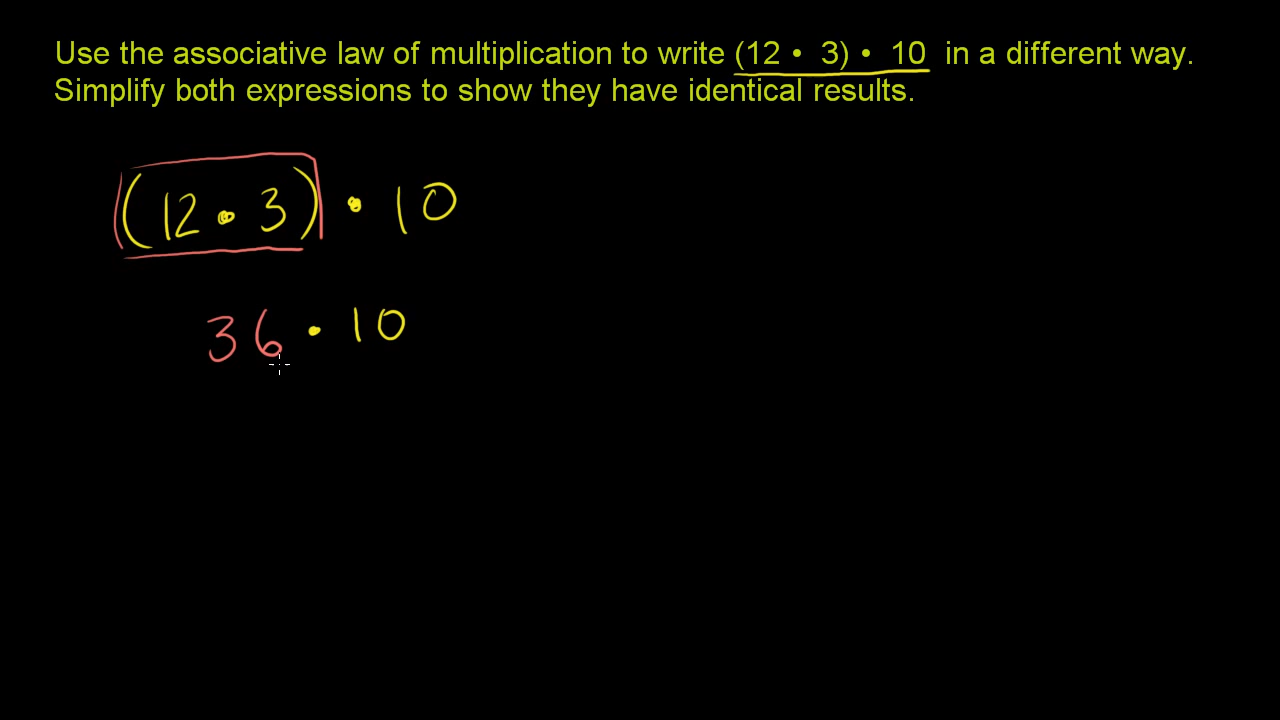 Use the associative law of multiplication to write (12 • 3) • 10 in a different way.
Simplify both expressions to show they have identical results.
(12 • 3) • 10
36 • 10